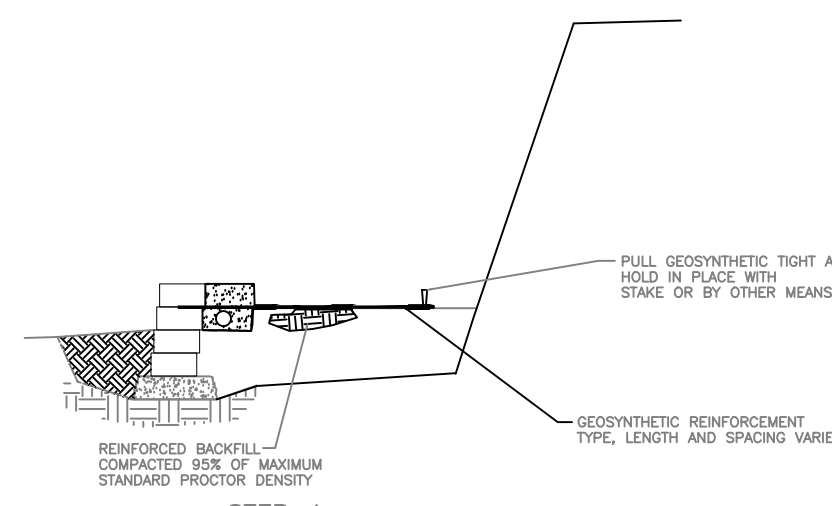 PULL GEOSYNTHETIC TIGHT A
HOLD IN PLACE WITH
STAKE OR BY OTHER MEANS
GEOSYNTHETIC REINFORCEMENT
TYPE, LENGTH AND SPACING VARIE
REINFORCED BACKFILL
COMPACTED 95% OF MAXIMUM
STANDARD PROCTOR DENSITY